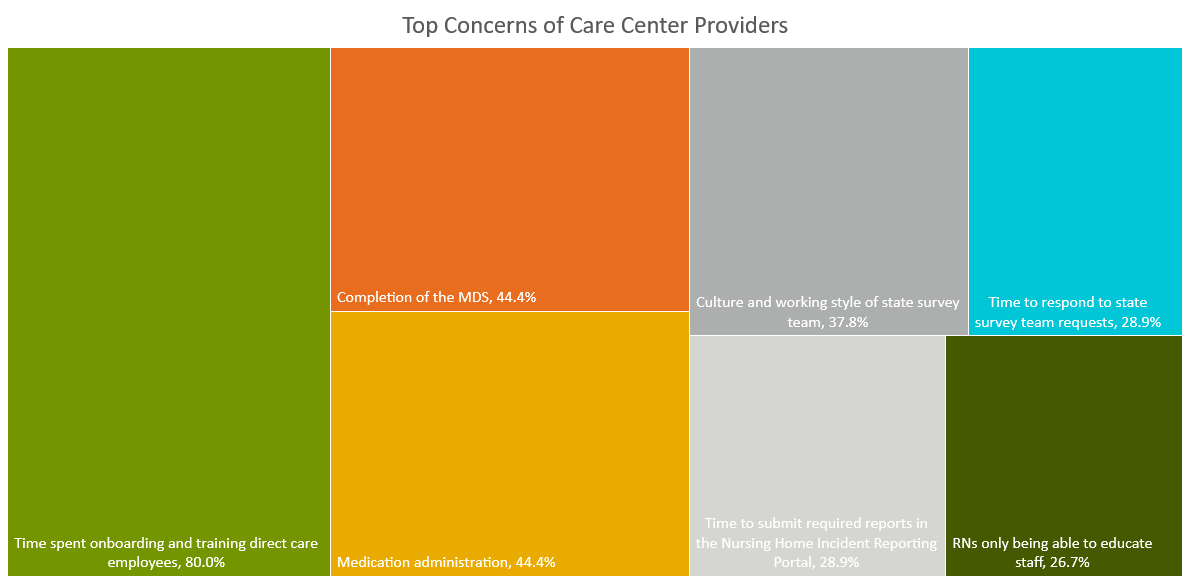 Top Concerns of Care Center Providers
Time spent onboarding and training direct care
employees, 80.0%
Completion of the MDS, 44.4%
Medication administration, 44.4%
Culture and working style of state survey
team, 37.8%
Time to respond to state
survey team requests, 28.9%
Time to submit required reports in
the Nursing Home Incident Reporting
Portal, 28.9%
RNs only being able to educate
staff, 26.7%